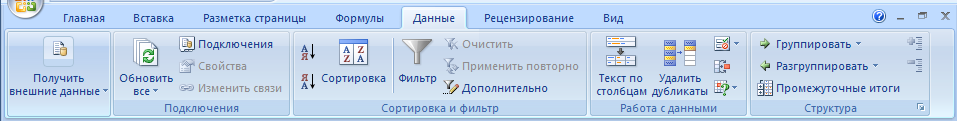 Главная Вставка Разметка страницы Формулы Данные Рецензирование Вид
Получить
внешние данные
Обновить
все
Подключения
Свойства
Изменить связи
Подключения
А
Я
Я
А
А Я
Я А
Сортировка
Фильтр
Очистить
Применить повторно
Дополнительно
Сортировка и фильтр
Текст по
столбцам
Удалить
дубликаты
Работа с данными
Группировать
Разгруппировать
Промежуточные итоги
Структура